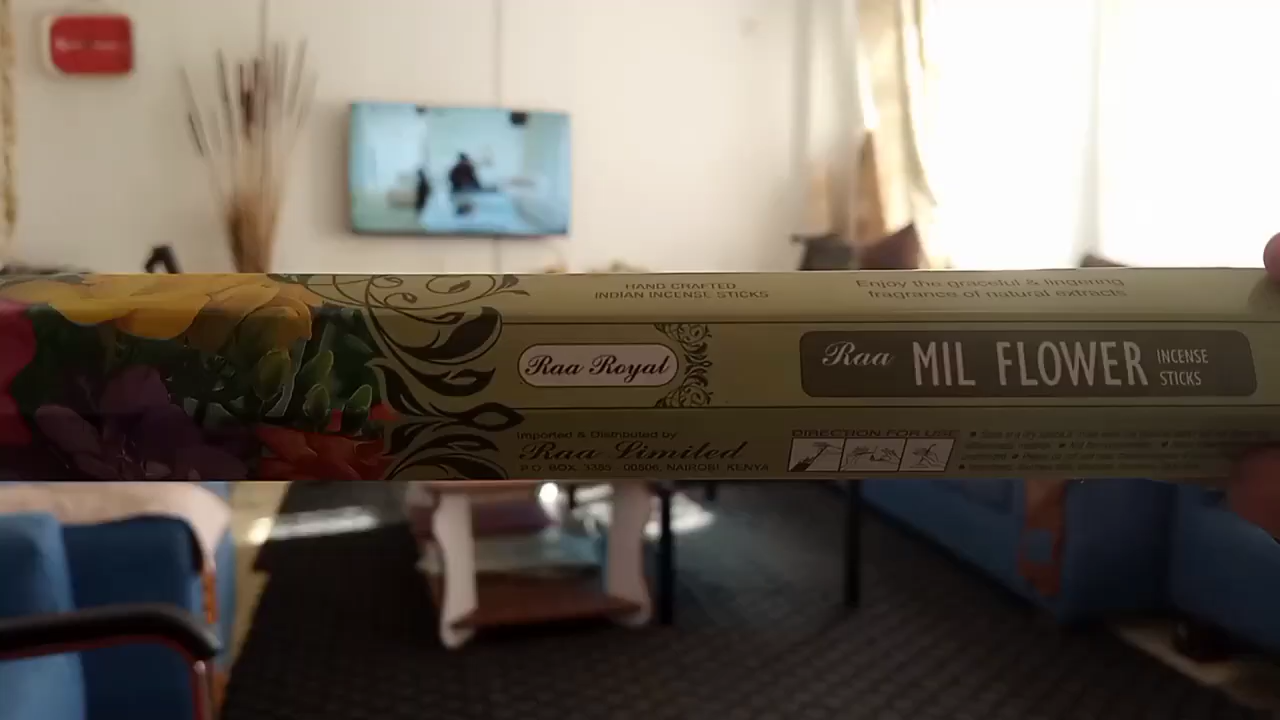 HAND CRAFTED
INDIAN INCENSE STICKS
Enjoy the graceful & lingering
fragrance of natural extracts
Raa Royal
Raa MIL FLOWER INCENSE
STICKS
Imported & Distributed by
Raa Limited
P.O. BOX, 3355 00506, NAIROBI, KENYA
DIRECTION FOR USE